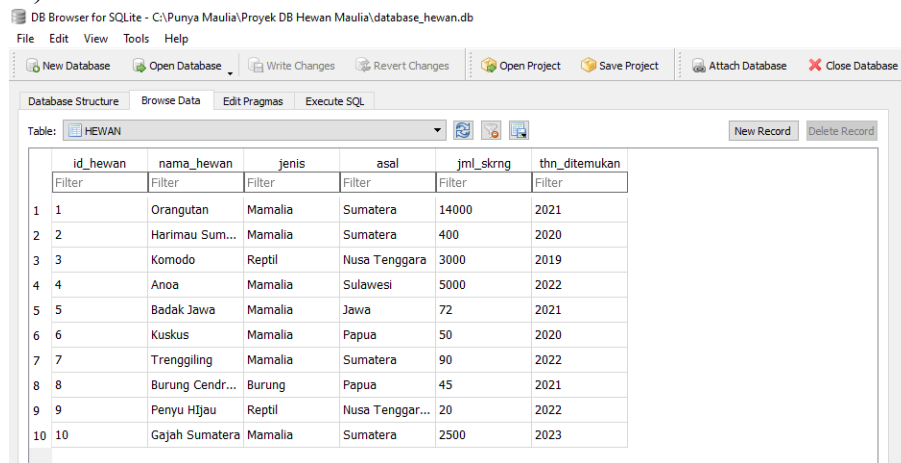 DB Browser for SQLite - C:\Punya Maulia\Proyek DB Hewan Maulia\database_hewan.db
File Edit View Tools Help
New Database Open Database Write Changes Revert Changes Open Project Save Project Attach Database Close Database
Database Structure Browse Data Edit Pragmas Execute SQL
Table: HEWAN New Record Delete Record
id_hewan nama_hewan jenis asal jml_skrng thn_ditemukan
Filter Filter Filter Filter Filter Filter
1 1 Orangutan Mamalia Sumatera 14000 2021
2 2 Harimau Sum... Mamalia Sumatera 400 2020
3 3 Komodo Reptil Nusa Tenggara 3000 2019
4 4 Anoa Mamalia Sulawesi 5000 2022
5 5 Badak Jawa Mamalia Jawa 72 2021
6 6 Kuskus Mamalia Papua 50 2020
7 7 Trenggiling Mamalia Sumatera 90 2022
8 8 Burung Cendr... Burung Papua 45 2021
9 9 Penyu HIjau Reptil Nusa Tenggar... 20 2022
10 10 Gajah Sumatera Mamalia Sumatera 2500 2023